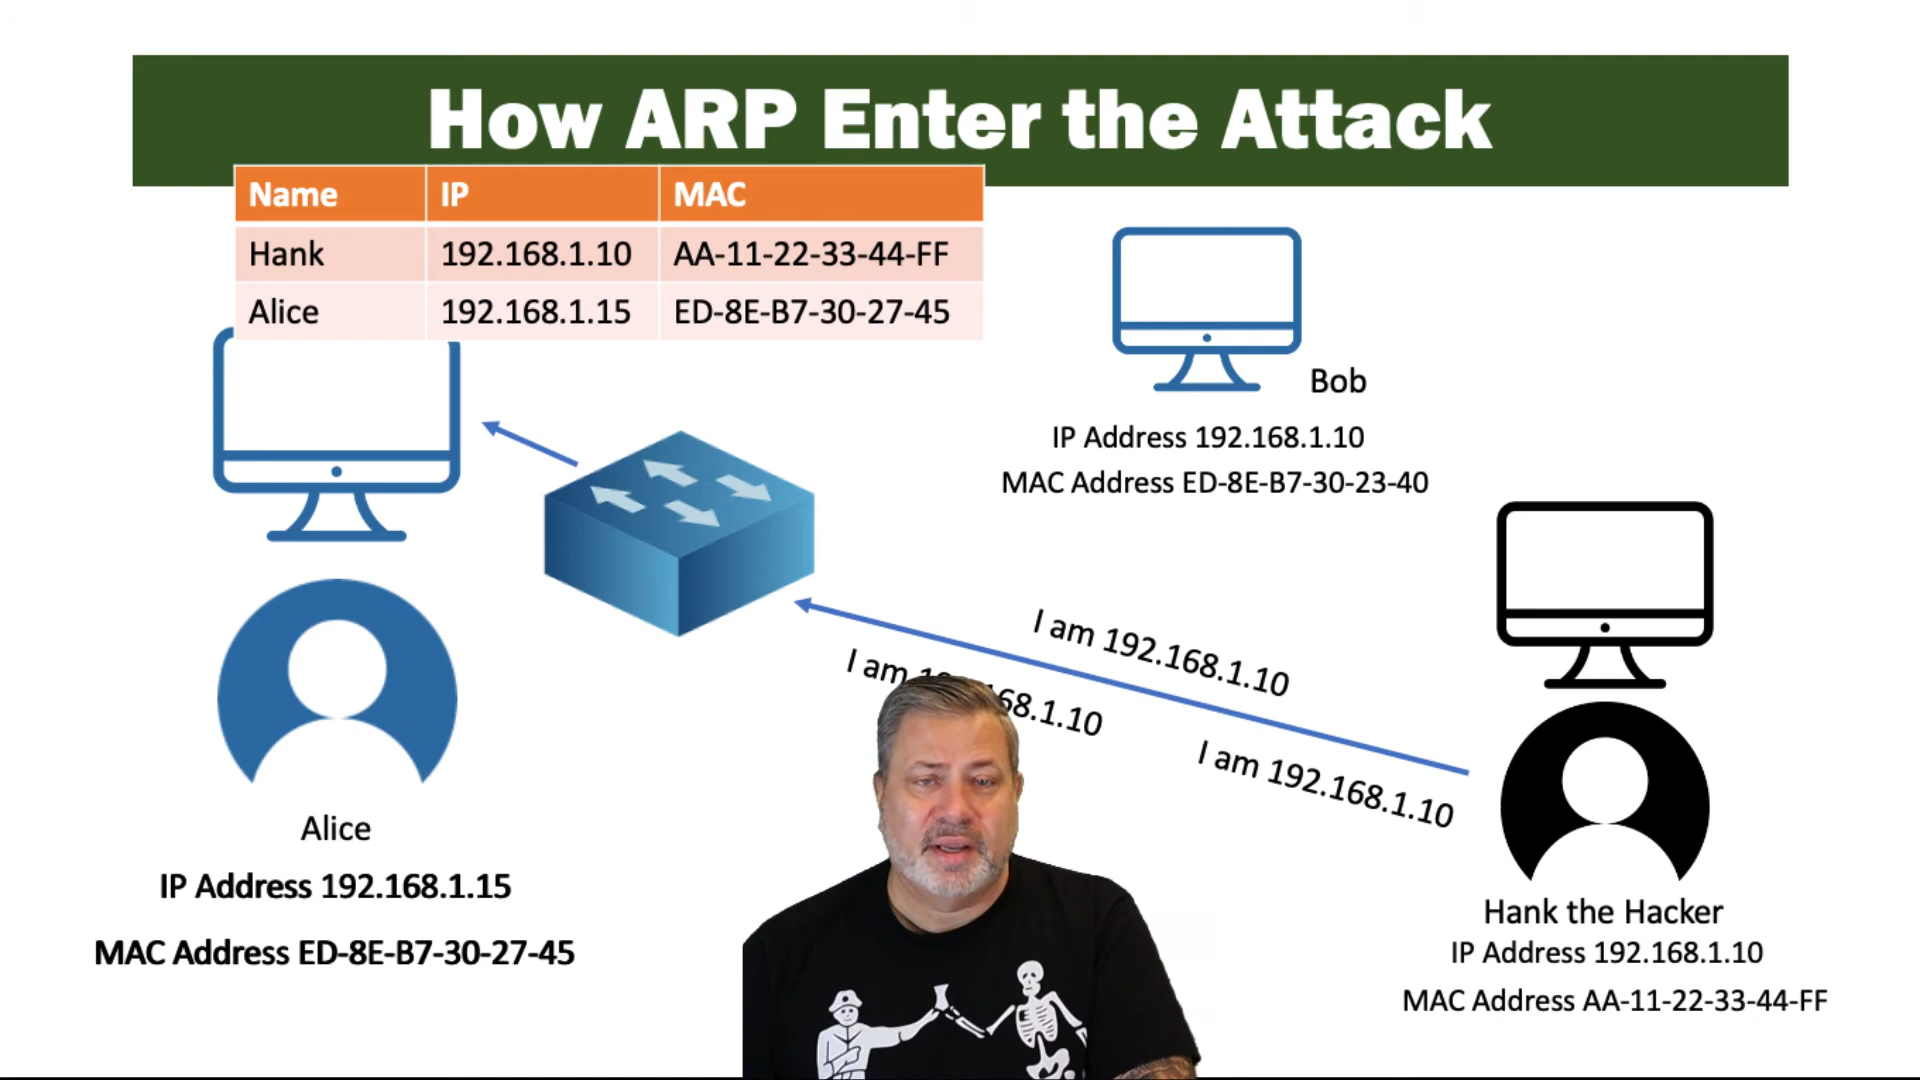 How ARP Enter the Attack
Name IP MAC
Hank 192.168.1.10 AA-11-22-33-44-FF
Alice 192.168.1.15 ED-8E-B7-30-27-45
Bob
IP Address 192.168.1.10
MAC Address ED-8E-B7-30-23-40
I am 192.168.1.10
I am 68.1.10
I am 192.168.1.10
Alice
IP Address 192.168.1.15
MAC Address ED-8E-B7-30-27-45
Hank the Hacker
IP Address 192.168.1.10
MAC Address AA-11-22-33-44-FF